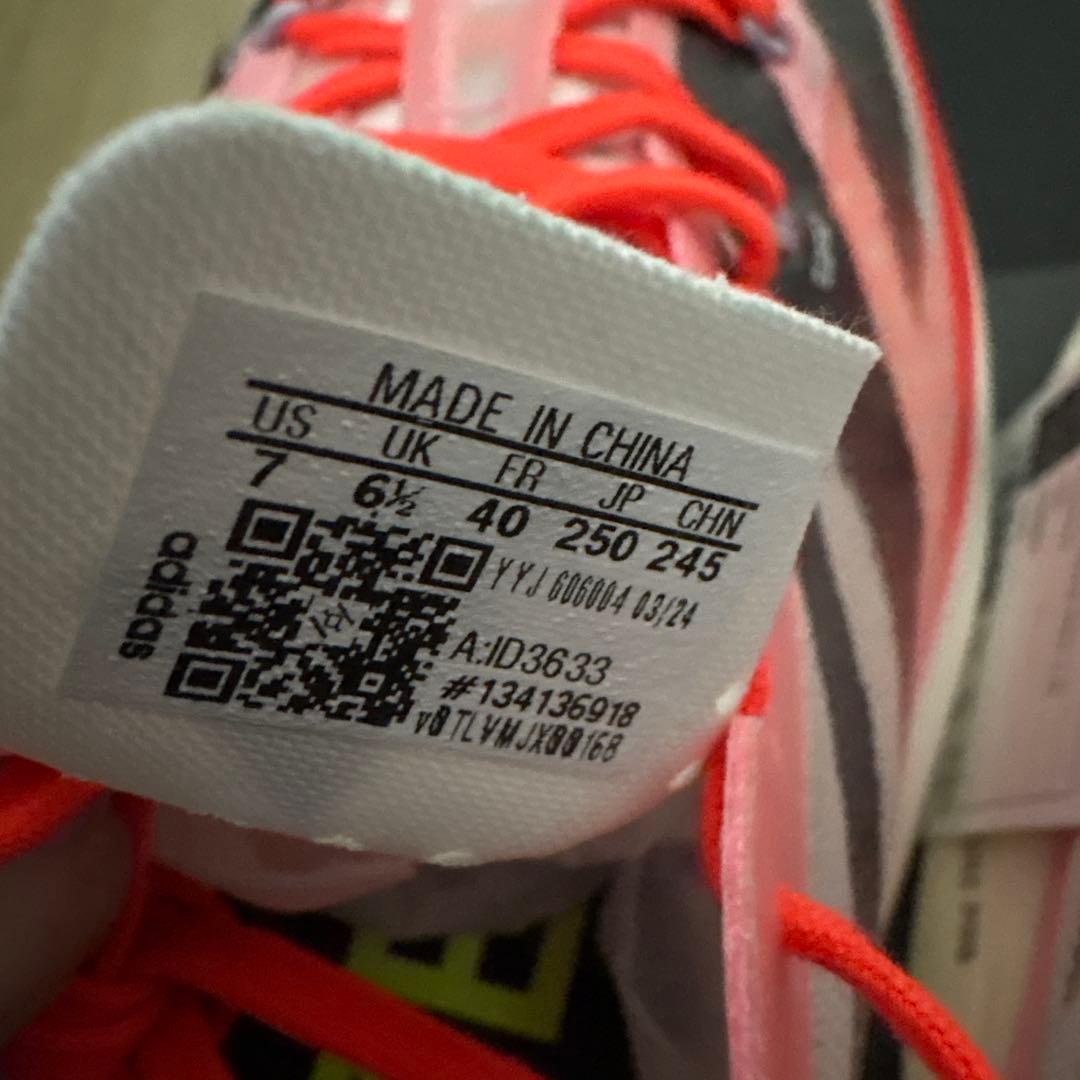 MADE IN CHINA
US UK FR JP CHN
7 6½ 40 250 245
YYJ 606004 03/24
A:ID3633
#134136918
v0TLVMJX00168
adidas